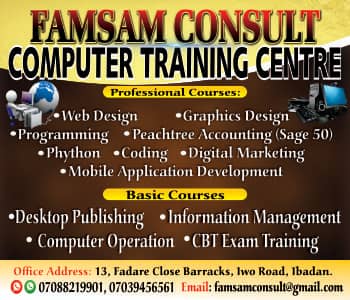 FAMSAM CONSULT
COMPUTER TRAINING CENTRE
Professional Courses:
•Web Design •Graphics Design
•Programming •Peachtree Accounting (Sage 50)
•Phython •Coding •Digital Marketing
•Mobile Application Development
Basic Courses
•Desktop Publishing •Information Management
•Computer Operation •CBT Exam Training
Office Address: 13, Fadare Close Barracks, Iwo Road, Ibadan.
07088219901, 07039456561 Email: famsamconsult@gmail.com